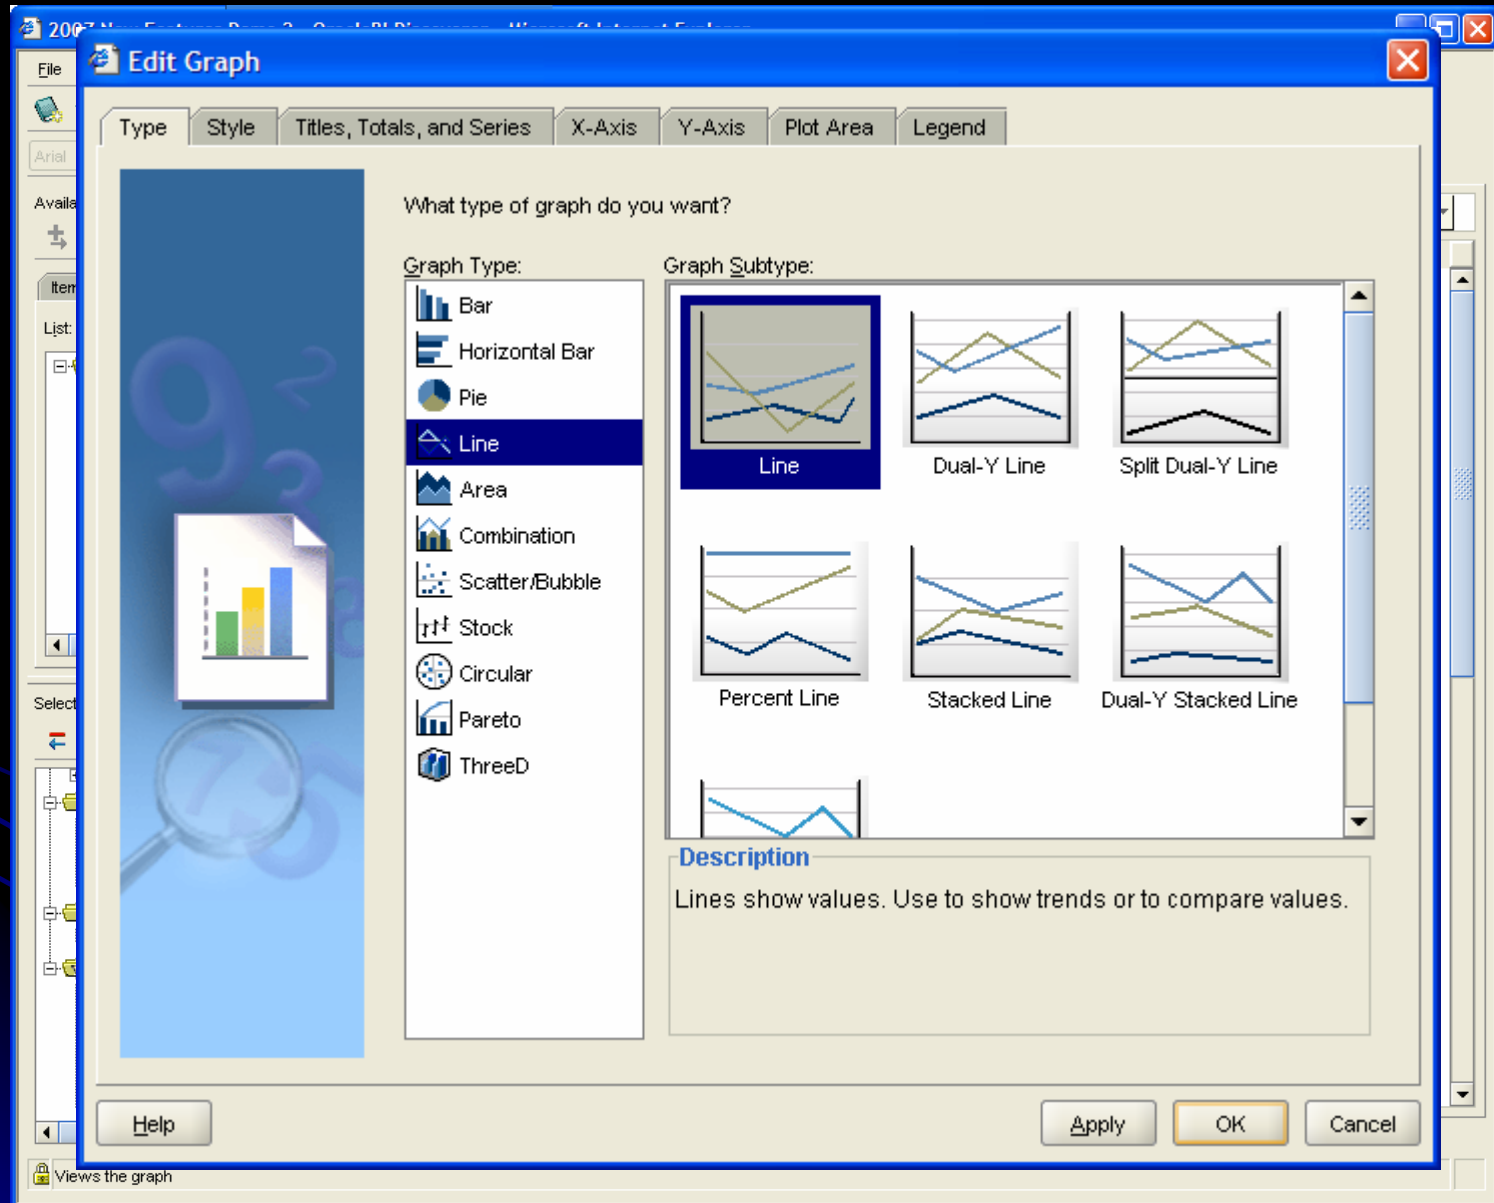 200
Edit Graph
File
Type
Style
Titles, Totals, and Series
X-Axis
Y-Axis
Plot Area
Legend
Arial
Availa
What type of graph do you want?
Graph Type:
Graph Subtype:
Item
List:
Bar
Horizontal Bar
Pie
Line
Area
Combination
Scatter/Bubble
Stock
Circular
Pareto
ThreeD
Line
Dual-Y Line
Split Dual-Y Line
Percent Line
Stacked Line
Dual-Y Stacked Line
Select
Description
Lines show values. Use to show trends or to compare values.
Help
Apply
OK
Cancel
Views the graph